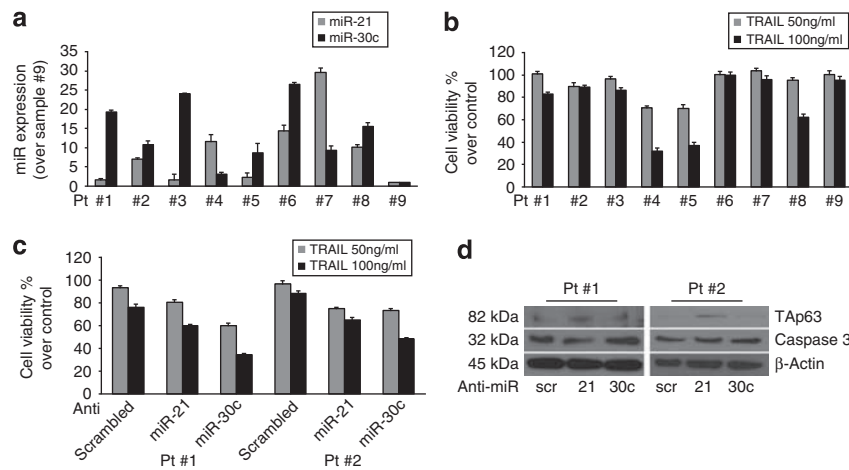 a
miR-21
miR-30c
miR expression
(over sample #9)
35
30
25
20
15
10
5
0
Pt #1 #2 #3 #4 #5 #6 #7 #8 #9
b
TRAIL 50ng/ml
TRAIL 100ng/ml
Cell viability %
over control
120
100
80
60
40
20
0
Pt #1 #2 #3 #4 #5 #6 #7 #8 #9
c
TRAIL 50ng/ml
TRAIL 100ng/ml
Cell viability %
over control
120
100
80
60
40
20
0
Anti
Scrambled miR-21 miR-30c Scrambled miR-21 miR-30c
Pt #1 Pt #2
d
Pt #1 Pt #2
82 kDa TAp63
32 kDa Caspase 3
45 kDa β-Actin
Anti-miR scr 21 30c scr 21 30c